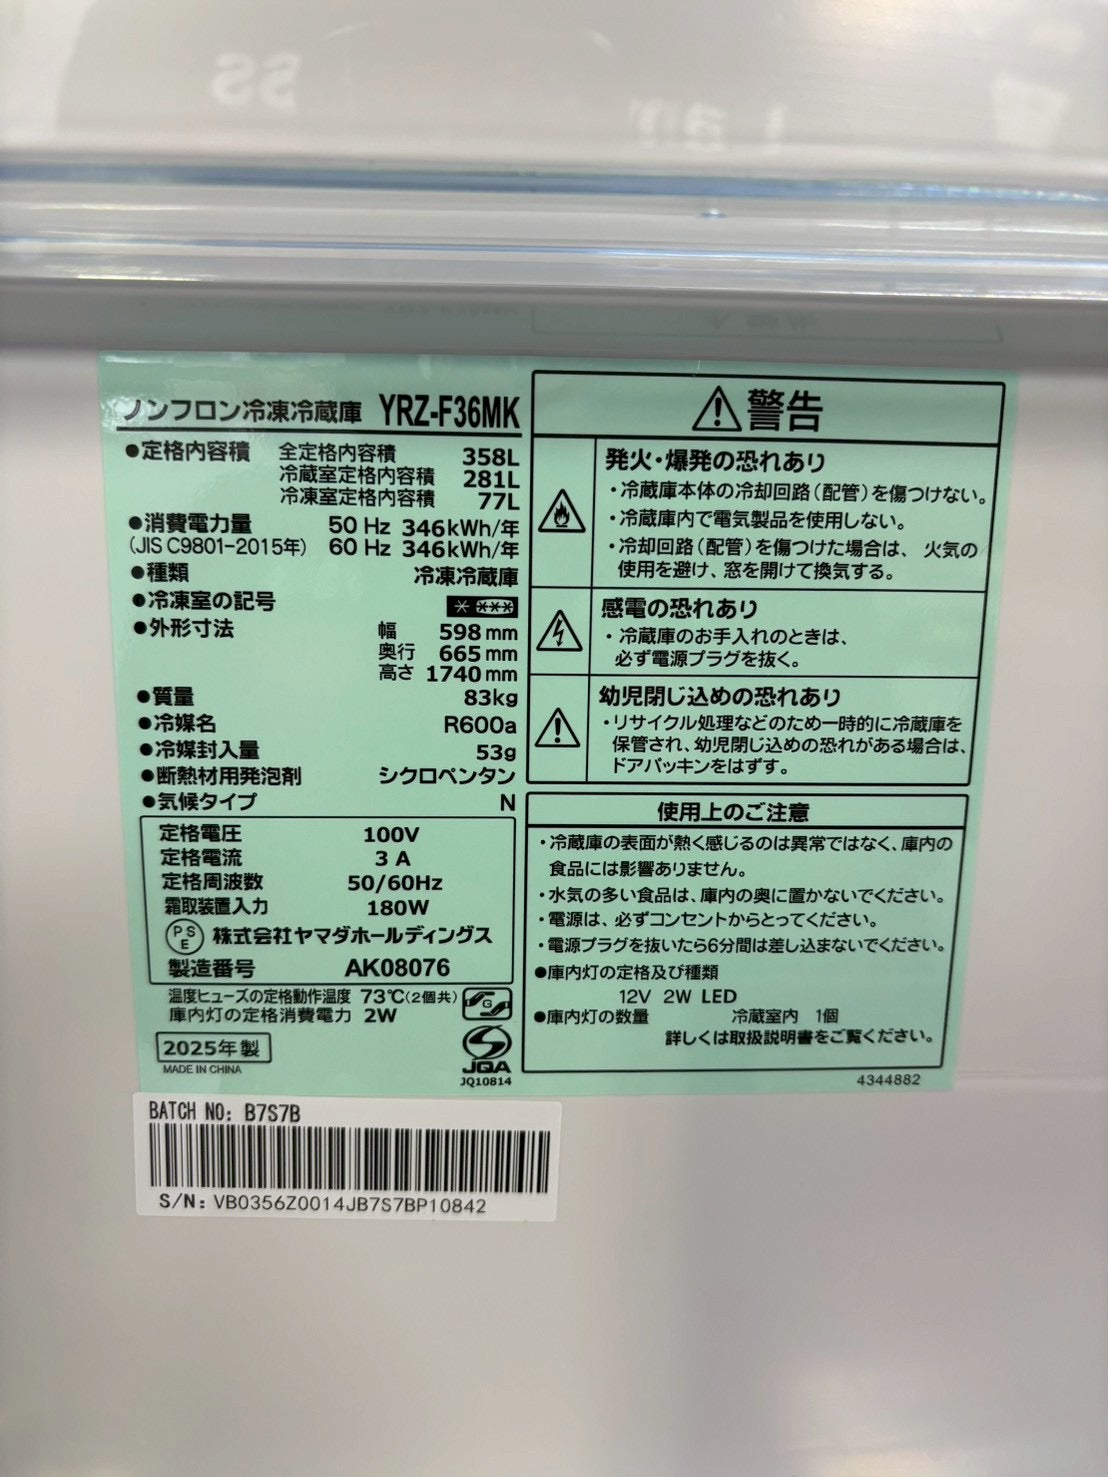 ノンフロン冷凍冷蔵庫 YRZ-F36MK
●定格内容積 全定格内容積 358L
冷蔵室定格内容積 281L
冷凍室定格内容積 77L
●消費電力量 50 Hz 346kWh/年
(JIS C9801-2015年) 60 Hz 346kWh/年
●種類 冷凍冷蔵庫
●冷凍室の記号
●外形寸法 幅 598 mm
奥行 665 mm
高さ 1740 mm
●質量 83kg
●冷媒名 R600a
●冷媒封入量 53g
●断熱材用発泡剤 シクロペンタン
●気候タイプ N
定格電圧 100V
定格電流 3 A
定格周波数 50/60Hz
霜取装置入力 180W
PSE 株式会社ヤマダホールディングス
製造番号 AK08076
温度ヒューズの定格動作温度 73℃(2個共)
庫内灯の定格消費電力 2W
G
2025年製
MADE IN CHINA
JQA
JQ10814
警告
発火・爆発の恐れあり
・冷蔵庫本体の冷却回路(配管)を傷つけない。
・冷蔵庫内で電気製品を使用しない。
・冷却回路(配管)を傷つけた場合は、火気の
使用を避け、窓を開けて換気する。
感電の恐れあり
・冷蔵庫のお手入れのときは、
必ず電源プラグを抜く。
幼児閉じ込めの恐れあり
・リサイクル処理などのため一時的に冷蔵庫を
保管され、幼児閉じ込めの恐れがある場合は、
ドアパッキンをはずす。
使用上のご注意
・冷蔵庫の表面が熱く感じるのは異常ではなく、庫内の
食品には影響ありません。
・水気の多い食品は、庫内の奥に置かないでください。
・電源は、必ずコンセントからとってください。
・電源プラグを抜いたら6分間は差し込まないでください。
●庫内灯の定格及び種類
12V 2W LED
●庫内灯の数量 冷蔵室内 1個
詳しくは取扱説明書をご覧ください。
4344882
BATCH NO: B7S7B
S/N: VB0356Z0014JB7S7BP10842